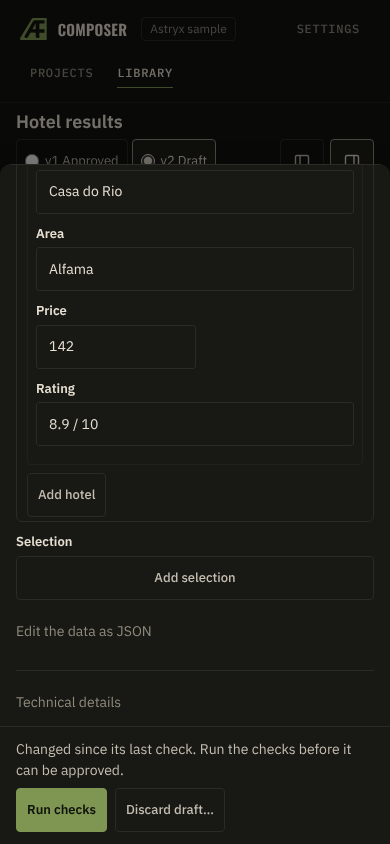 COMPOSER
Astryx sample
SETTINGS
PROJECTS
LIBRARY
Hotel results
v1 Approved
v2 Draft
Casa do Rio
Area
Alfama
Price
142
Rating
8.9 / 10
Add hotel
Selection
Add selection
Edit the data as JSON
Technical details
Changed since its last check. Run the checks before it
can be approved.
Run checks
Discard draft...